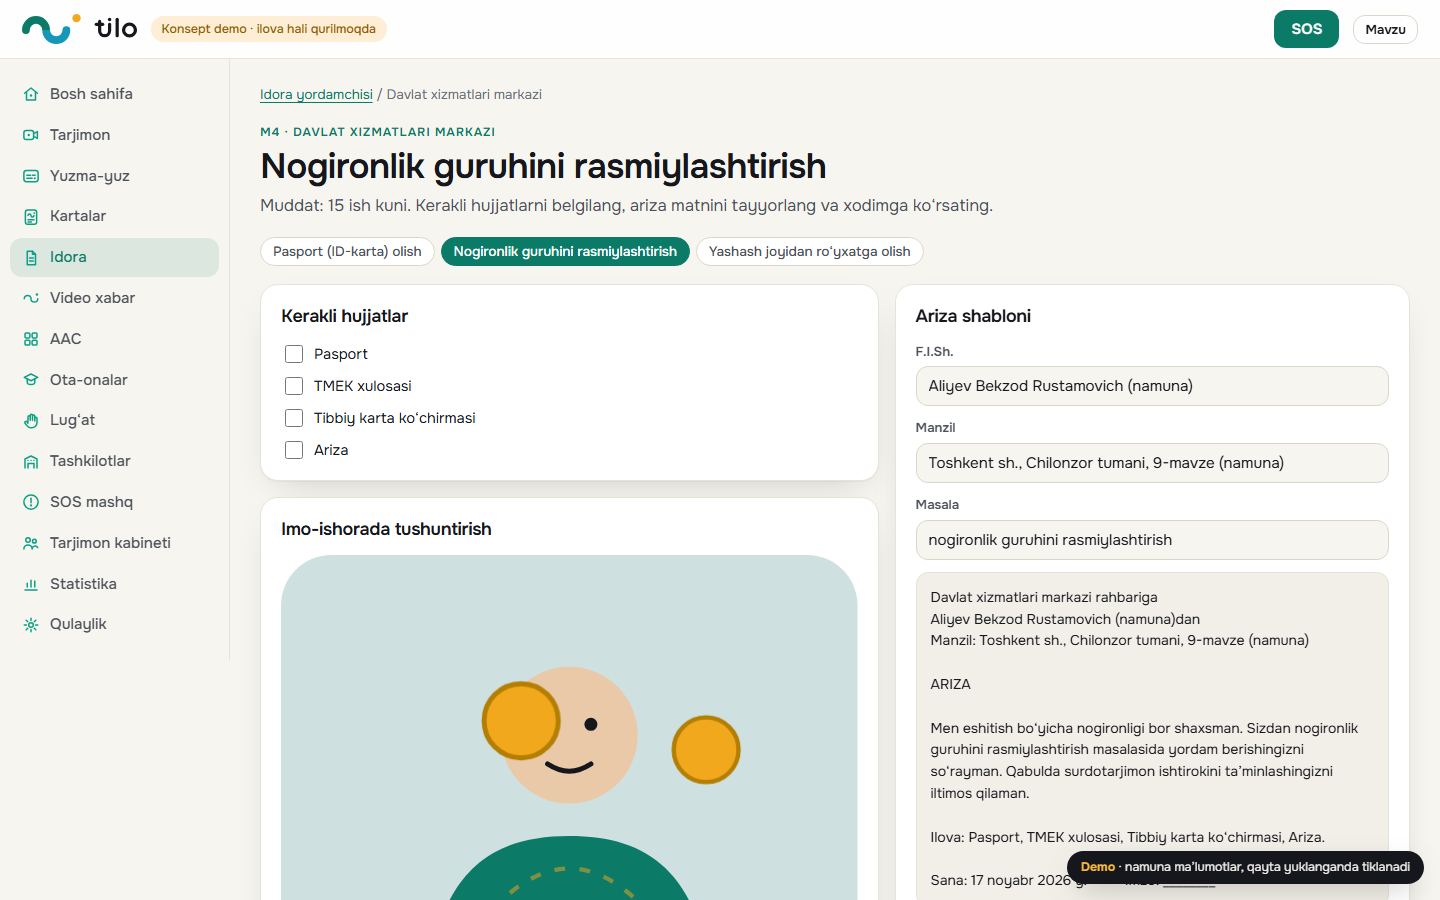 tilo
Konsept demo · ilova hali qurilmoqda
SOS
Mavzu
Bosh sahifa
Tarjimon
Yuzma-yuz
Kartalar
Idora
Video xabar
AAC
Ota-onalar
Lug‘at
Tashkilotlar
SOS mashq
Tarjimon kabineti
Statistika
Qulaylik
Idora yordamchisi / Davlat xizmatlari markazi
M4 · DAVLAT XIZMATLARI MARKAZI
Nogironlik guruhini rasmiylashtirish
Muddat: 15 ish kuni. Kerakli hujjatlarni belgilang, ariza matnini tayyorlang va xodimga ko‘rsating.
Pasport (ID-karta) olish
Nogironlik guruhini rasmiylashtirish
Yashash joyidan ro‘yxatga olish
Kerakli hujjatlar
Pasport
TMEK xulosasi
Tibbiy karta ko‘chirmasi
Ariza
Imo-ishorada tushuntirish
Ariza shabloni
F.I.Sh.
Aliyev Bekzod Rustamovich (namuna)
Manzil
Toshkent sh., Chilonzor tumani, 9-mavze (namuna)
Masala
nogironlik guruhini rasmiylashtirish
Davlat xizmatlari markazi rahbariga
Aliyev Bekzod Rustamovich (namuna)dan
Manzil: Toshkent sh., Chilonzor tumani, 9-mavze (namuna)
ARIZA
Men eshitish bo‘yicha nogironligi bor shaxsman. Sizdan nogironlik
guruhini rasmiylashtirish masalasida yordam berishingizni
so‘rayman. Qabulda surdotarjimon ishtirokini ta’minlashingizni
iltimos qilaman.
Ilova: Pasport, TMEK xulosasi, Tibbiy karta ko‘chirmasi, Ariza.
Sana: 17 noyabr 2026
Demo · namuna ma’lumotlar, qayta yuklanganda tiklanadi